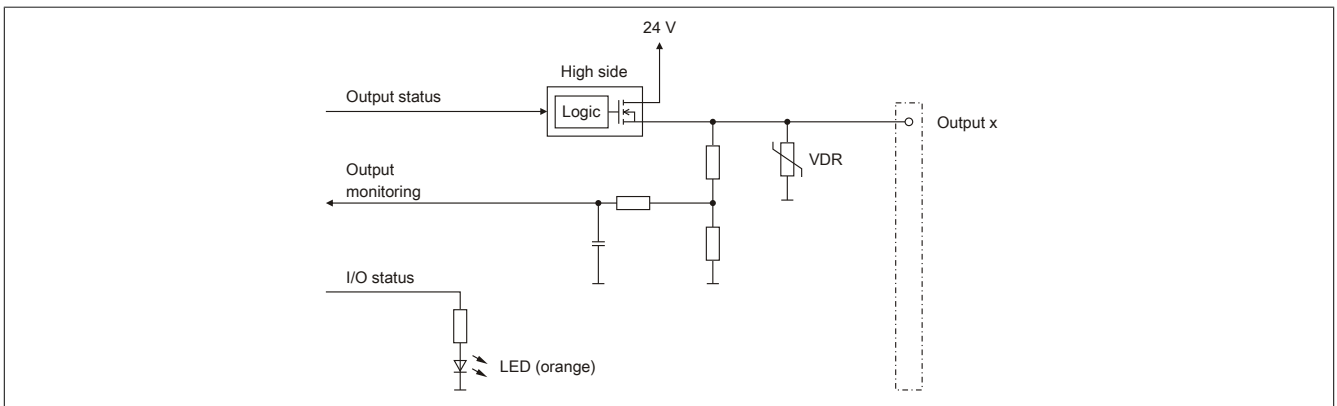 24 V
High side
Output status
Logic
Output x
VDR
Output
monitoring
I/O status
LED (orange)